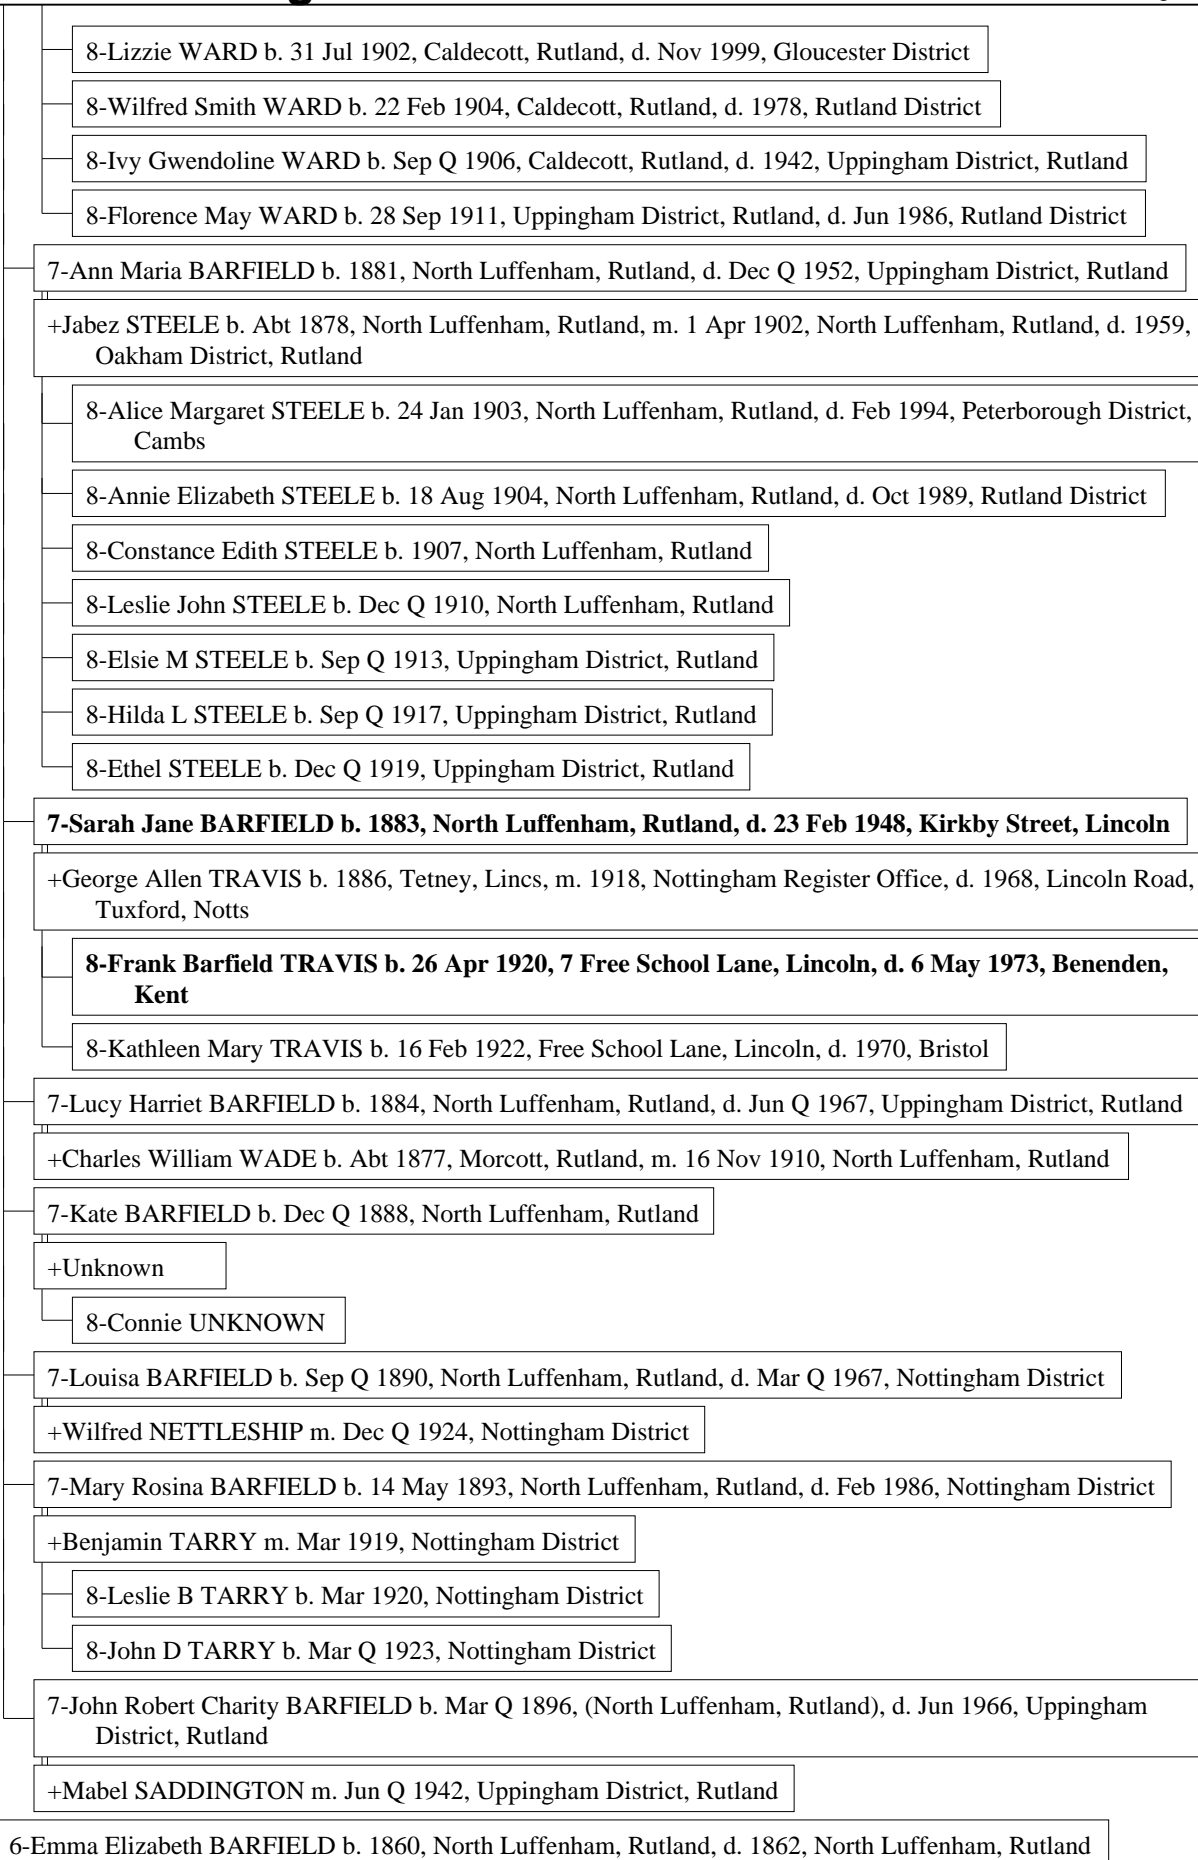 8-Lizzie WARD b. 31 Jul 1902, Caldecott, Rutland, d. Nov 1999, Gloucester District
8-Wilfred Smith WARD b. 22 Feb 1904, Caldecott, Rutland, d. 1978, Rutland District
8-Ivy Gwendoline WARD b. Sep Q 1906, Caldecott, Rutland, d. 1942, Uppingham District, Rutland
8-Florence May WARD b. 28 Sep 1911, Uppingham District, Rutland, d. Jun 1986, Rutland District
7-Ann Maria BARFIELD b. 1881, North Luffenham, Rutland, d. Dec Q 1952, Uppingham District, Rutland
+Jabez STEELE b. Abt 1878, North Luffenham, Rutland, m. 1 Apr 1902, North Luffenham, Rutland, d. 1959,
Oakham District, Rutland
8-Alice Margaret STEELE b. 24 Jan 1903, North Luffenham, Rutland, d. Feb 1994, Peterborough District,
Cambs
8-Annie Elizabeth STEELE b. 18 Aug 1904, North Luffenham, Rutland, d. Oct 1989, Rutland District
8-Constance Edith STEELE b. 1907, North Luffenham, Rutland
8-Leslie John STEELE b. Dec Q 1910, North Luffenham, Rutland
8-Elsie M STEELE b. Sep Q 1913, Uppingham District, Rutland
8-Hilda L STEELE b. Sep Q 1917, Uppingham District, Rutland
8-Ethel STEELE b. Dec Q 1919, Uppingham District, Rutland
7-Sarah Jane BARFIELD b. 1883, North Luffenham, Rutland, d. 23 Feb 1948, Kirkby Street, Lincoln
+George Allen TRAVIS b. 1886, Tetney, Lincs, m. 1918, Nottingham Register Office, d. 1968, Lincoln Road,
Tuxford, Notts
8-Frank Barfield TRAVIS b. 26 Apr 1920, 7 Free School Lane, Lincoln, d. 6 May 1973, Benenden,
Kent
8-Kathleen Mary TRAVIS b. 16 Feb 1922, Free School Lane, Lincoln, d. 1970, Bristol
7-Lucy Harriet BARFIELD b. 1884, North Luffenham, Rutland, d. Jun Q 1967, Uppingham District, Rutland
+Charles William WADE b. Abt 1877, Morcott, Rutland, m. 16 Nov 1910, North Luffenham, Rutland
7-Kate BARFIELD b. Dec Q 1888, North Luffenham, Rutland
+Unknown
8-Connie UNKNOWN
7-Louisa BARFIELD b. Sep Q 1890, North Luffenham, Rutland, d. Mar Q 1967, Nottingham District
+Wilfred NETTLESHIP m. Dec Q 1924, Nottingham District
7-Mary Rosina BARFIELD b. 14 May 1893, North Luffenham, Rutland, d. Feb 1986, Nottingham District
+Benjamin TARRY m. Mar 1919, Nottingham District
8-Leslie B TARRY b. Mar 1920, Nottingham District
8-John D TARRY b. Mar Q 1923, Nottingham District
7-John Robert Charity BARFIELD b. Mar Q 1896, (North Luffenham, Rutland), d. Jun 1966, Uppingham
District, Rutland
+Mabel SADDINGTON m. Jun Q 1942, Uppingham District, Rutland
6-Emma Elizabeth BARFIELD b. 1860, North Luffenham, Rutland, d. 1862, North Luffenham, Rutland